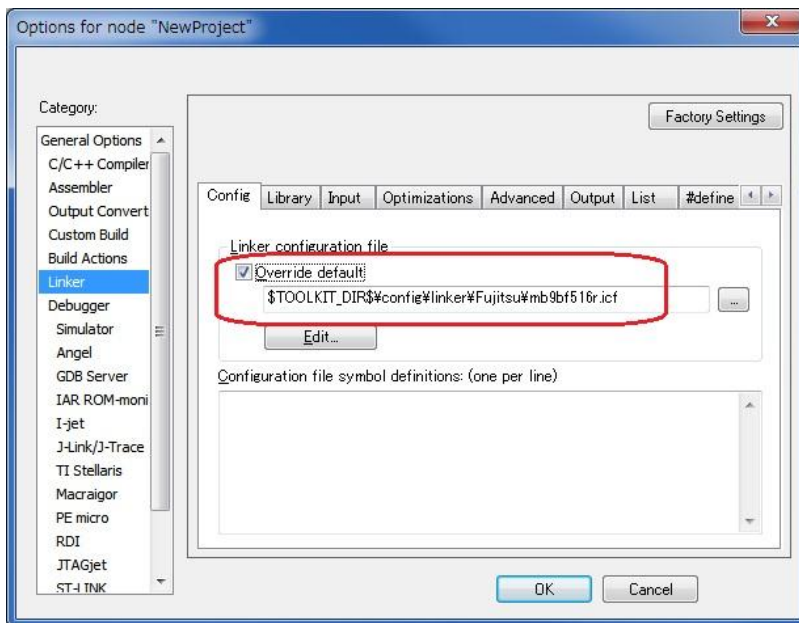 Options for node "NewProject"
x
Category:
Factory Settings
General Options
C/C++ Compiler
Assembler
Output Convert
Custom Build
Build Actions
Linker
Debugger
Simulator
Angel
GDB Server
IAR ROM-moni
I-jet
J-Link/J-Trace
TI Stellaris
Macraigor
PE micro
RDI
JTAGjet
ST-LINK
Config Library Input Optimizations Advanced Output List #define
Linker configuration file
Override default
$TOOLKIT_DIR$¥config¥linker¥Fujitsu¥mb9bf516r.icf
...
Edit...
Configuration file symbol definitions: (one per line)
OK Cancel